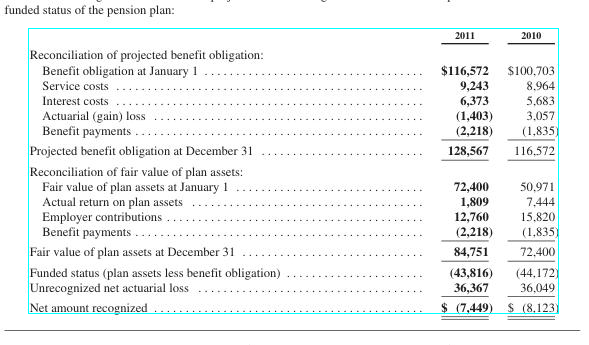 funded status of the pension plan:
2011 2010
Reconciliation of projected benefit obligation:
Benefit obligation at January 1 . . . . . . . . . . . . . . . . . . . . . . . . . . . . . . . . . . . $116,572 $100,703
Service costs . . . . . . . . . . . . . . . . . . . . . . . . . . . . . . . . . . . . . . . . . . . . . . . . . 9,243 8,964
Interest costs . . . . . . . . . . . . . . . . . . . . . . . . . . . . . . . . . . . . . . . . . . . . . . . . . 6,373 5,683
Actuarial (gain) loss . . . . . . . . . . . . . . . . . . . . . . . . . . . . . . . . . . . . . . . . . . . (1,403) 3,057
Benefit payments . . . . . . . . . . . . . . . . . . . . . . . . . . . . . . . . . . . . . . . . . . . . . . (2,218) (1,835)
Projected benefit obligation at December 31 . . . . . . . . . . . . . . . . . . . . . . . . . . 128,567 116,572
Reconciliation of fair value of plan assets:
Fair value of plan assets at January 1 . . . . . . . . . . . . . . . . . . . . . . . . . . . . . . 72,400 50,971
Actual return on plan assets . . . . . . . . . . . . . . . . . . . . . . . . . . . . . . . . . . . . . 1,809 7,444
Employer contributions . . . . . . . . . . . . . . . . . . . . . . . . . . . . . . . . . . . . . . . . . 12,760 15,820
Benefit payments . . . . . . . . . . . . . . . . . . . . . . . . . . . . . . . . . . . . . . . . . . . . . . (2,218) (1,835)
Fair value of plan assets at December 31 . . . . . . . . . . . . . . . . . . . . . . . . . . . . . 84,751 72,400
Funded status (plan assets less benefit obligation) . . . . . . . . . . . . . . . . . . . . . . (43,816) (44,172)
Unrecognized net actuarial loss . . . . . . . . . . . . . . . . . . . . . . . . . . . . . . . . . . . . . 36,367 36,049
Net amount recognized . . . . . . . . . . . . . . . . . . . . . . . . . . . . . . . . . . . . . . . . . . . $ (7,449) $ (8,123)